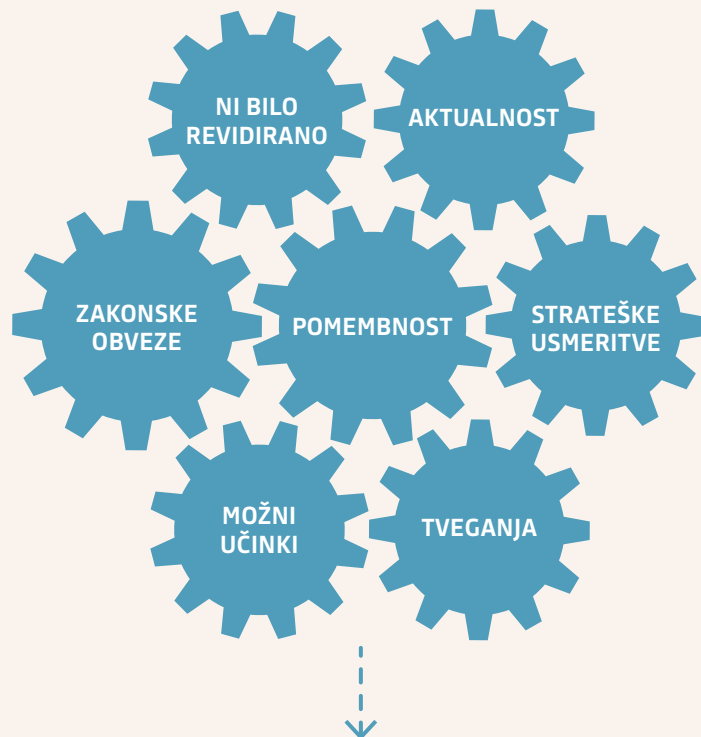 NI BILO
REVIDIRANO
AKTUALNOST
ZAKONSKE
OBVEZE
POMEMBNOST
STRATEŠKE
USMERITVE
MOŽNI
UČINKI
TVEGANJA